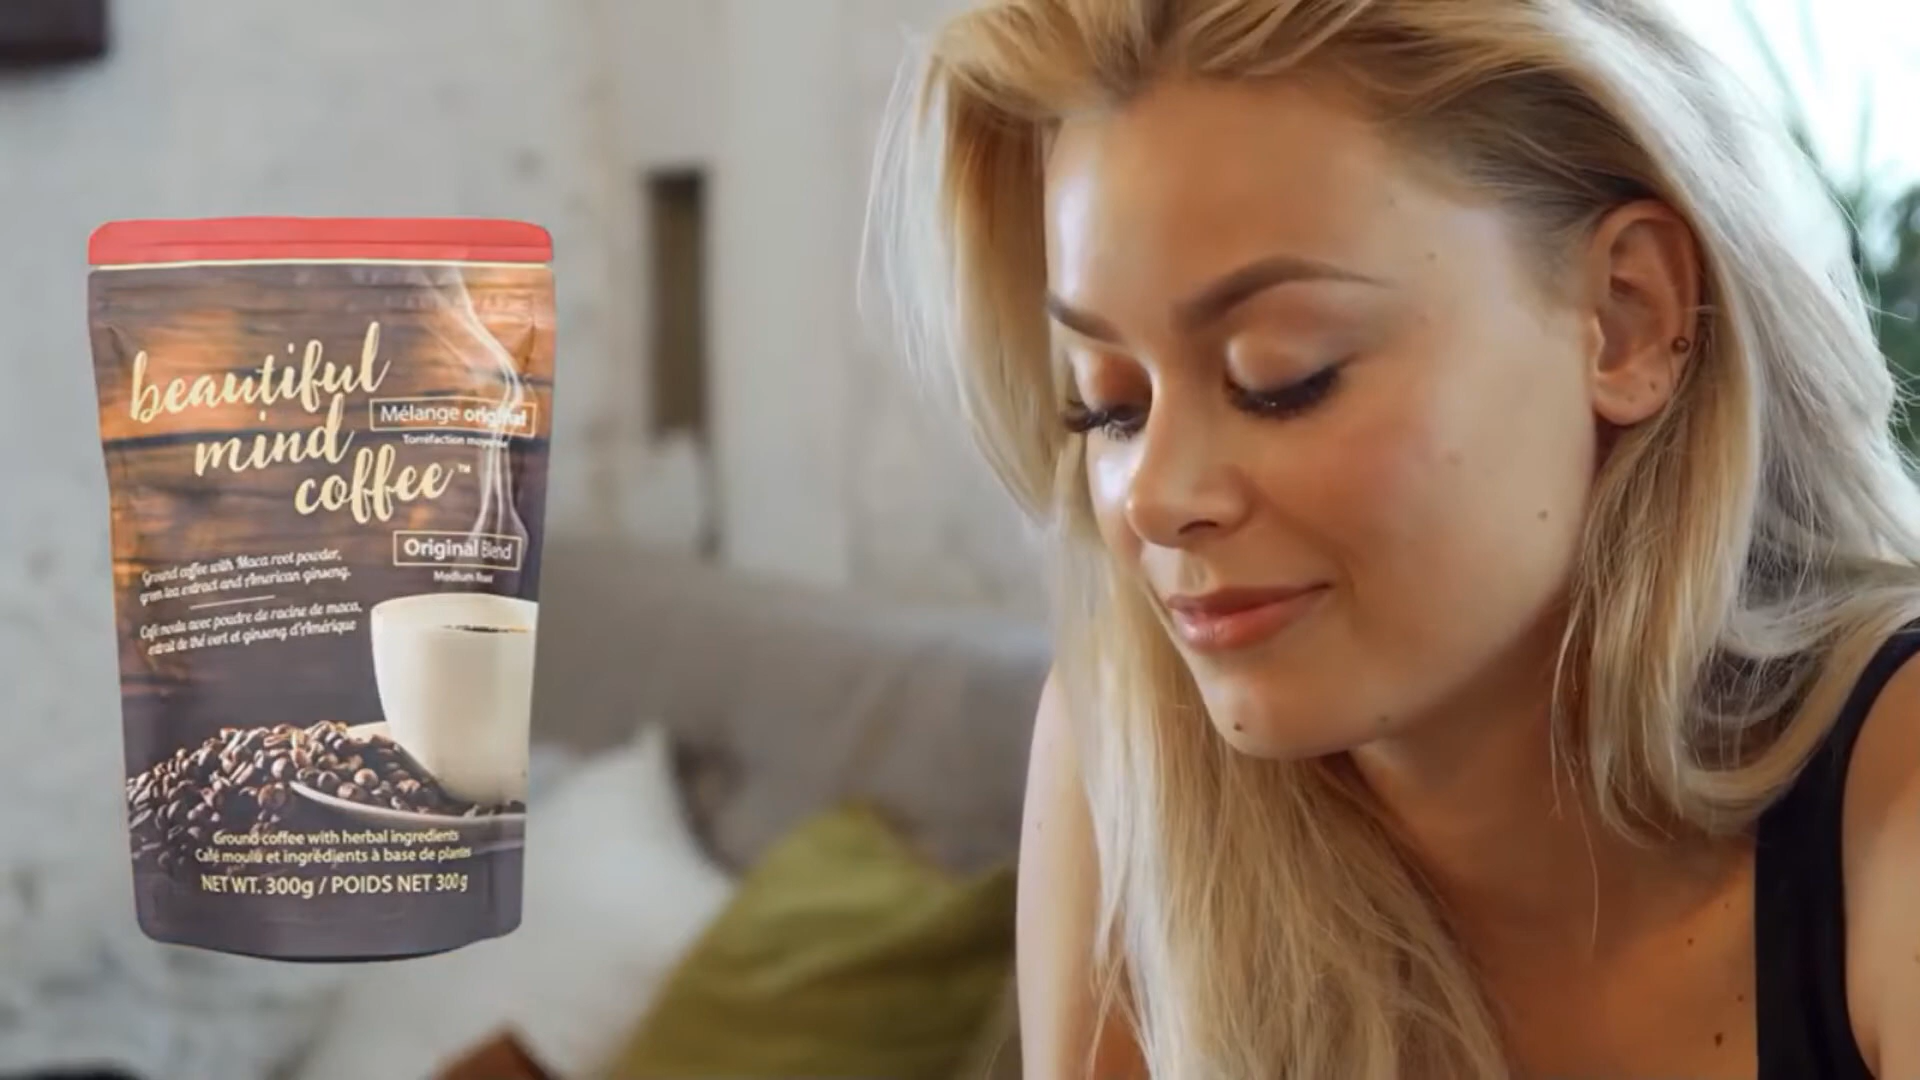 beautiful
mind
coffee™
Mélange original
Torréfaction moyenne
Original Blend
Medium Roast
Ground coffee with Maca root powder,
green tea extract and American ginseng.
Café moulu avec poudre de racine de maca,
extrait de thé vert et ginseng d'Amérique
Ground coffee with herbal ingredients
Café moulu et ingrédients à base de plantes
NET WT. 300g / POIDS NET 300g